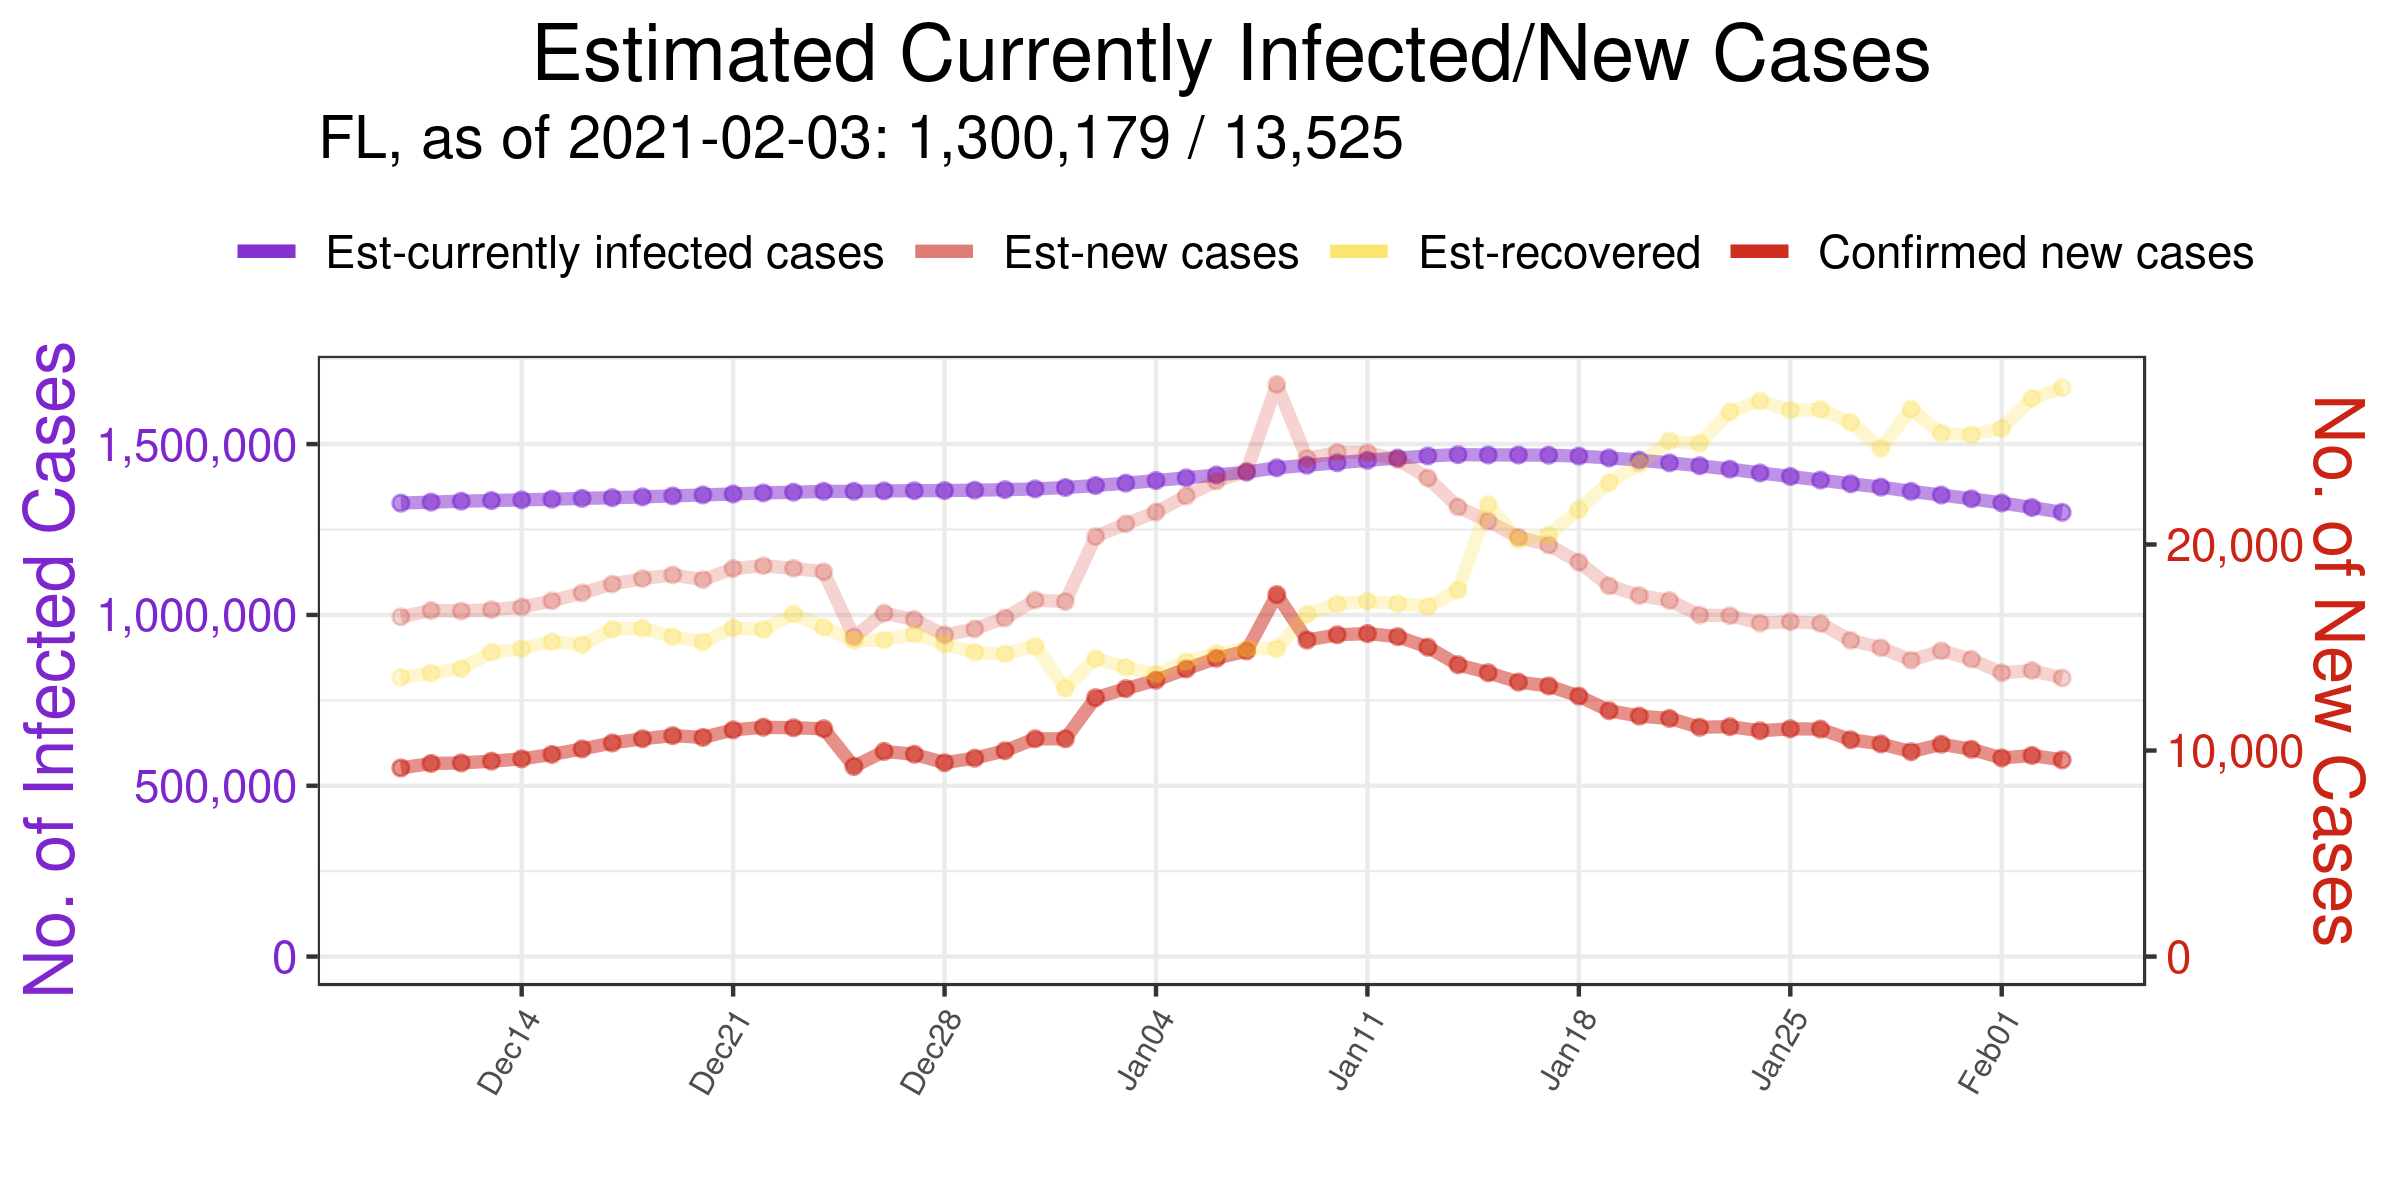 Estimated Currently Infected/New Cases
FL, as of 2021-02-03: 1,300,179 / 13,525
Est-currently infected cases Est-new cases Est-recovered Confirmed new cases
No. of Infected Cases
1,500,000
1,000,000
500,000
0
20,000
10,000
0
No. of New Cases
Dec14 Dec21 Dec28 Jan04 Jan11 Jan18 Jan25 Feb01